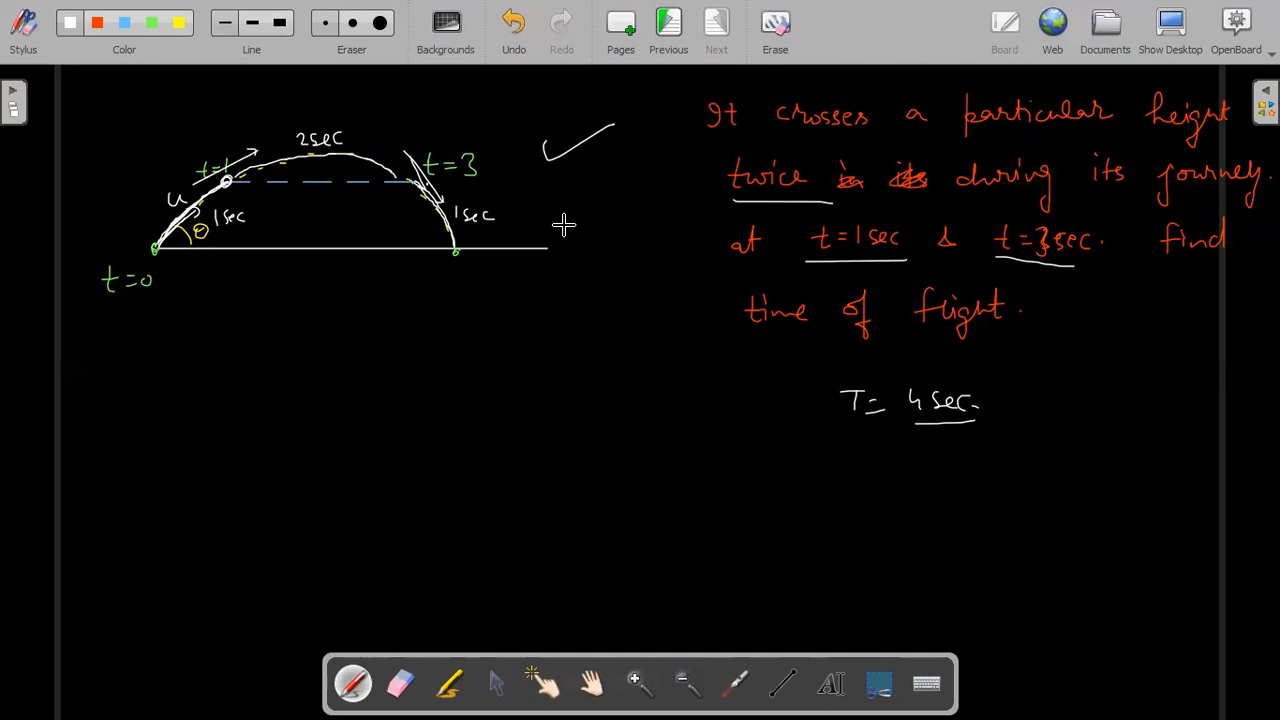 Stylus
Color
Line
Eraser
Backgrounds
Undo
Redo
Pages
Previous
Next
Erase
Board
Web
Documents
Show Desktop
OpenBoard
It crosses a particular height
twice during its journey.
at t=1sec & t=3sec. find
time of flight.
T= 4sec.
2sec
t=1
t=3
u
θ
1sec
1sec
t=0
AI